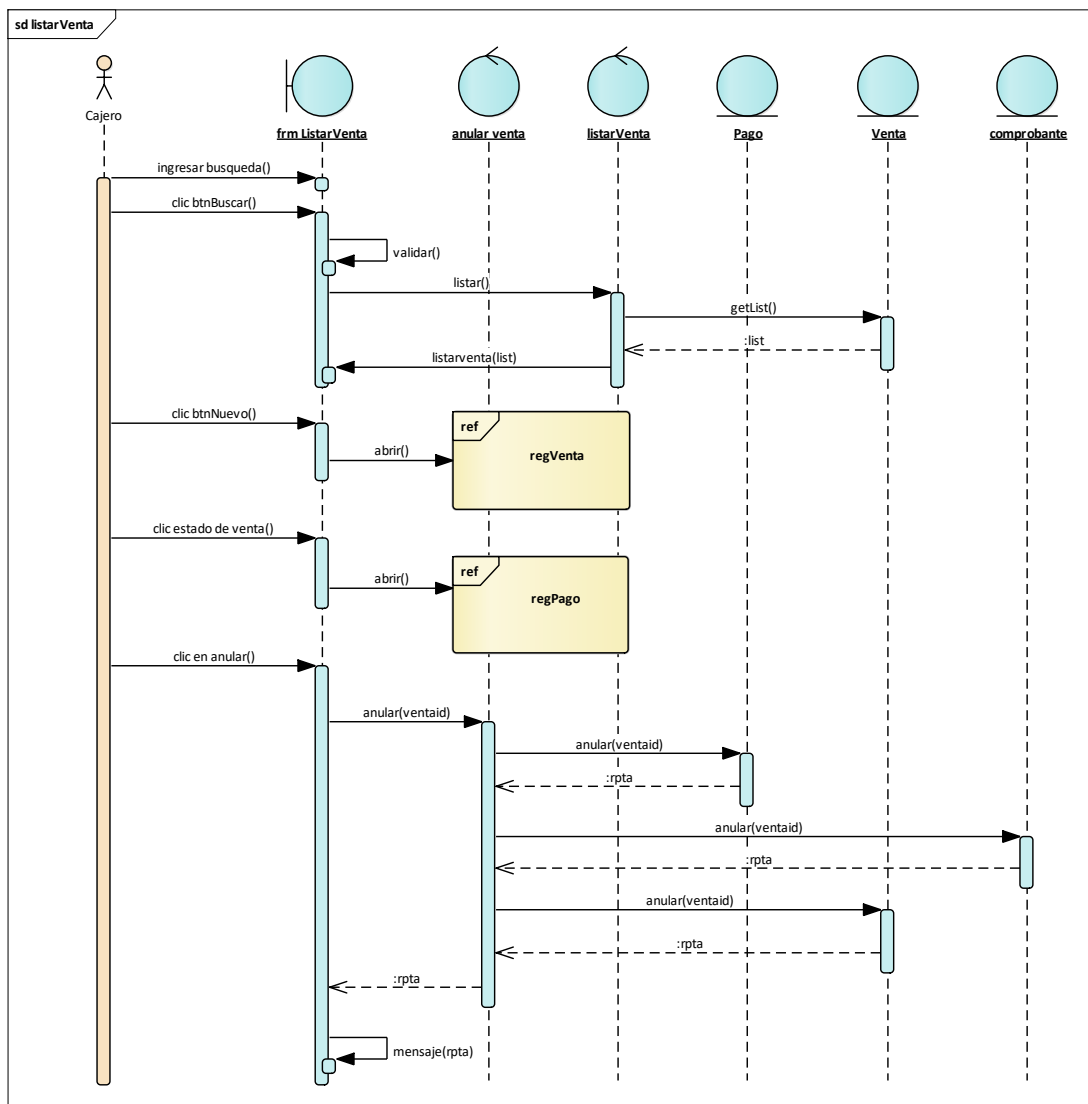 sd listarVenta
Cajero
frm ListarVenta
anular venta
listarVenta
Pago
Venta
comprobante
ingresar busqueda()
clic btnBuscar()
validar()
listar()
getList()
:list
listarventa(list)
clic btnNuevo()
ref
regVenta
abrir()
clic estado de venta()
ref
regPago
abrir()
clic en anular()
anular(ventaid)
anular(ventaid)
:rpta
anular(ventaid)
:rpta
anular(ventaid)
:rpta
:rpta
mensaje(rpta)